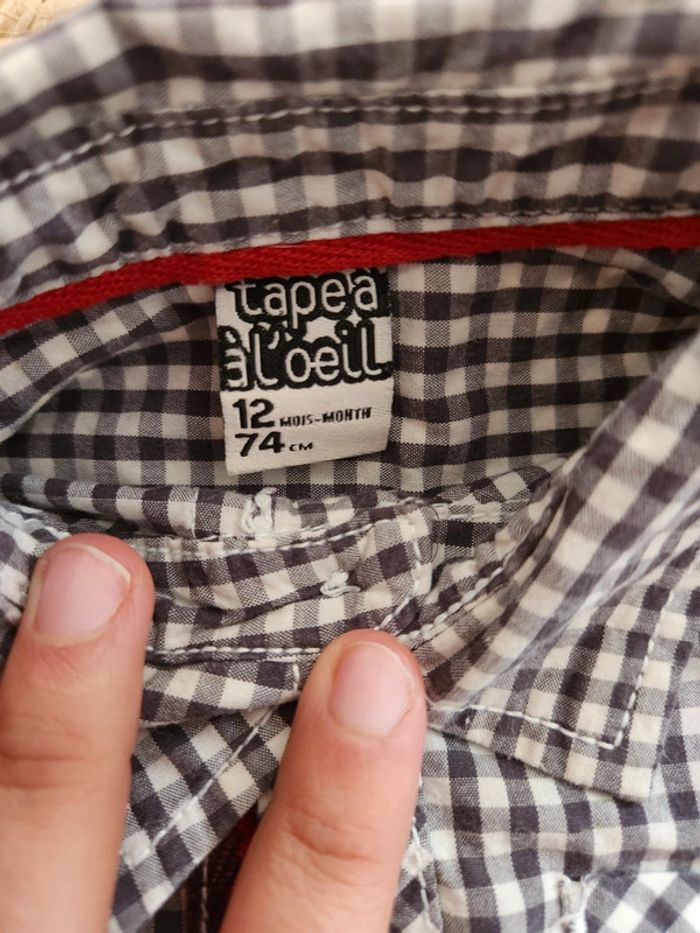 tape à
à l'oeil
12 MOIS-MONTH
74 CM